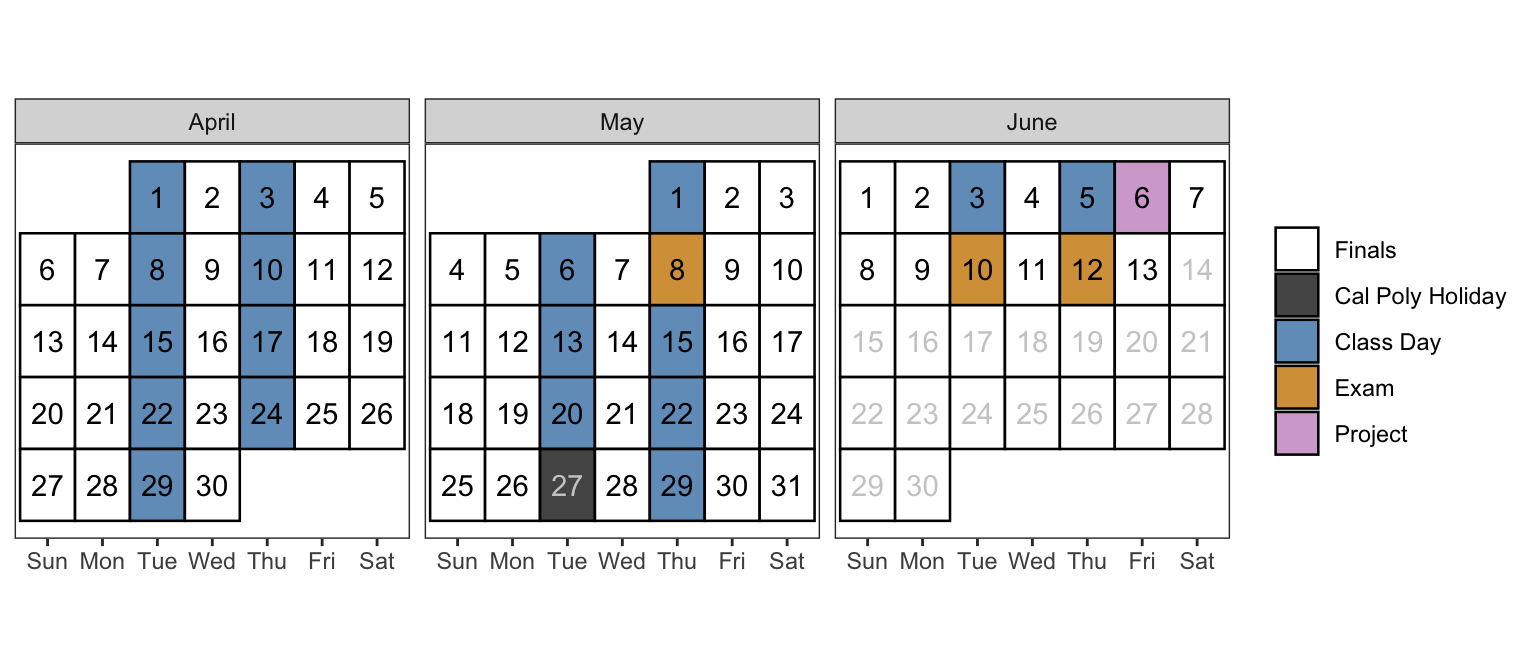 April May June
1 2 3 4 5 1 2 3 1 2 3 4 5 6 7
6 7 8 9 10 11 12 4 5 6 7 8 9 10 8 9 10 11 12 13 14
13 14 15 16 17 18 19 11 12 13 14 15 16 17 15 16 17 18 19 20 21
20 21 22 23 24 25 26 18 19 20 21 22 23 24 22 23 24 25 26 27 28
27 28 29 30 25 26 27 28 29 30 31 29 30
Sun Mon Tue Wed Thu Fri Sat Sun Mon Tue Wed Thu Fri Sat Sun Mon Tue Wed Thu Fri Sat
Finals
Cal Poly Holiday
Class Day
Exam
Project